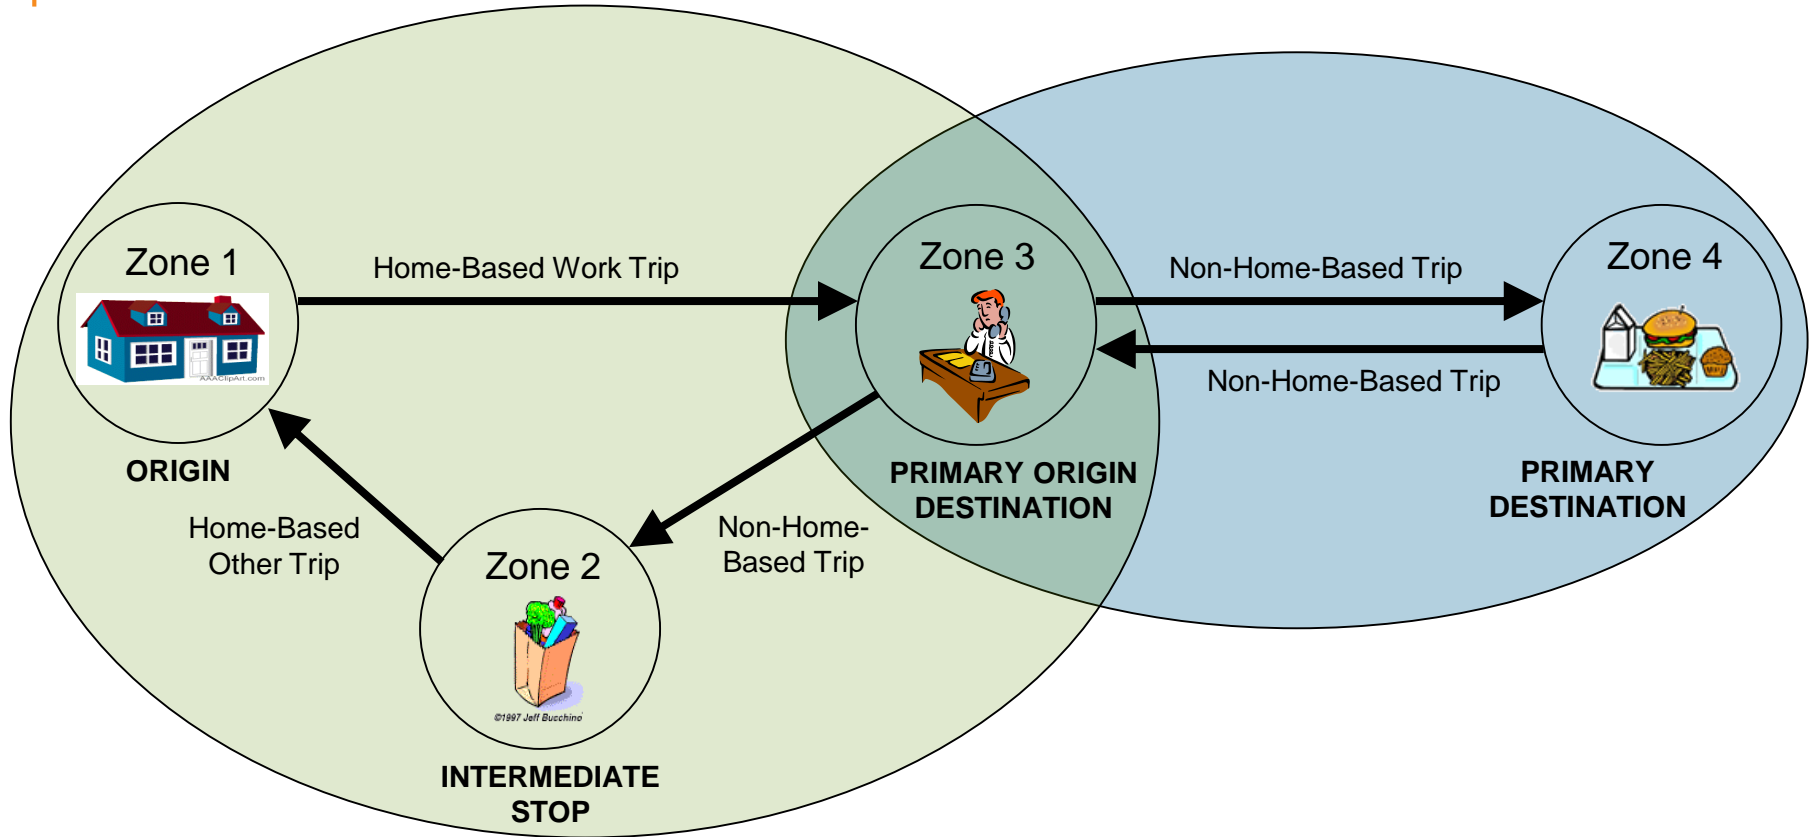 Zone 1
AAAClipArt.com
ORIGIN
Home-Based Work Trip
Zone 3
PRIMARY ORIGIN
DESTINATION
Non-Home-Based Trip
Non-Home-Based Trip
Zone 4
PRIMARY
DESTINATION
Home-Based
Other Trip
Non-Home-
Based Trip
Zone 2
©1997 Jeff Bucchino
INTERMEDIATE
STOP